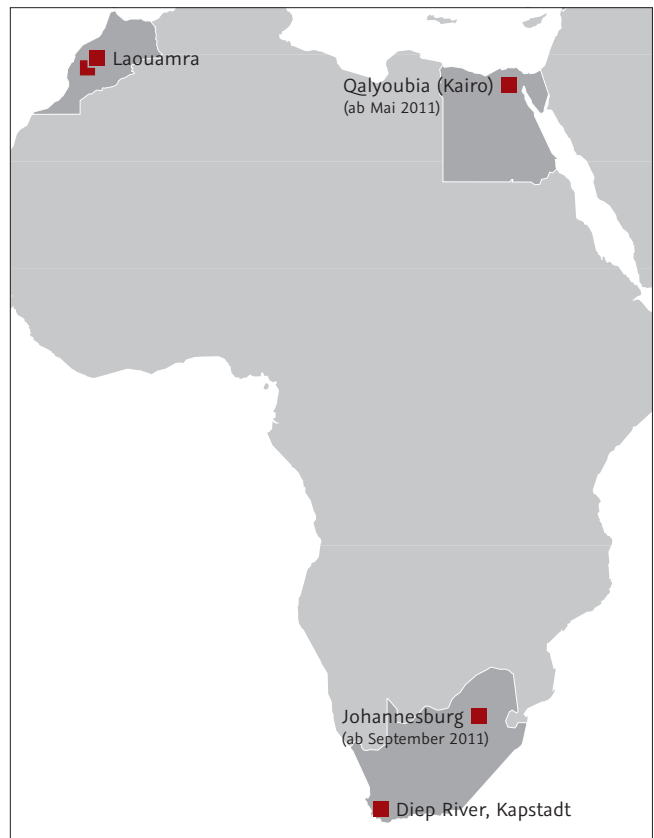 Laouamra
Qalyoubia (Kairo)
(ab Mai 2011)
Johannesburg
(ab September 2011)
Diep River, Kapstadt